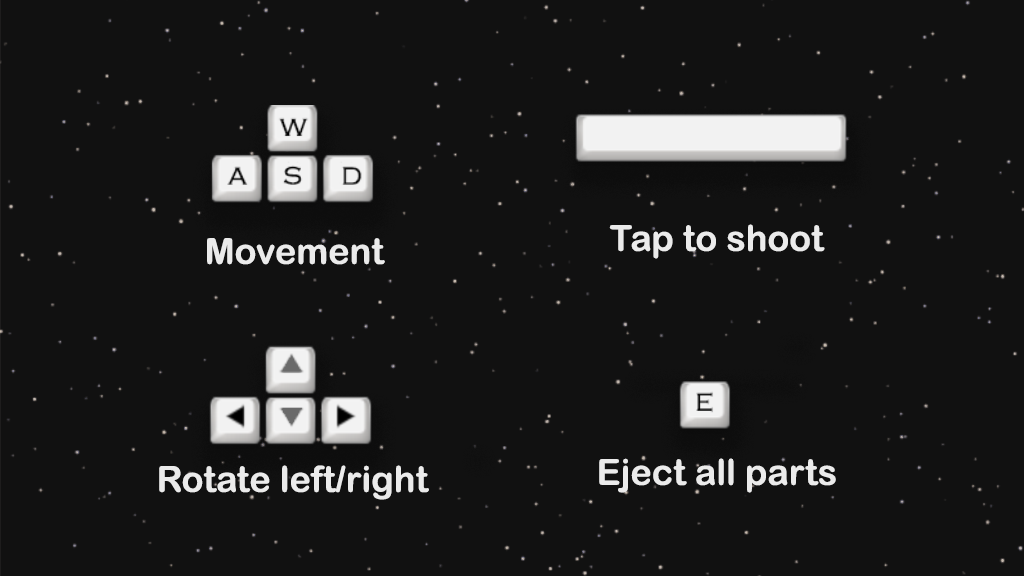 W
A S D
Movement
Tap to shoot
Rotate left/right
E
Eject all parts